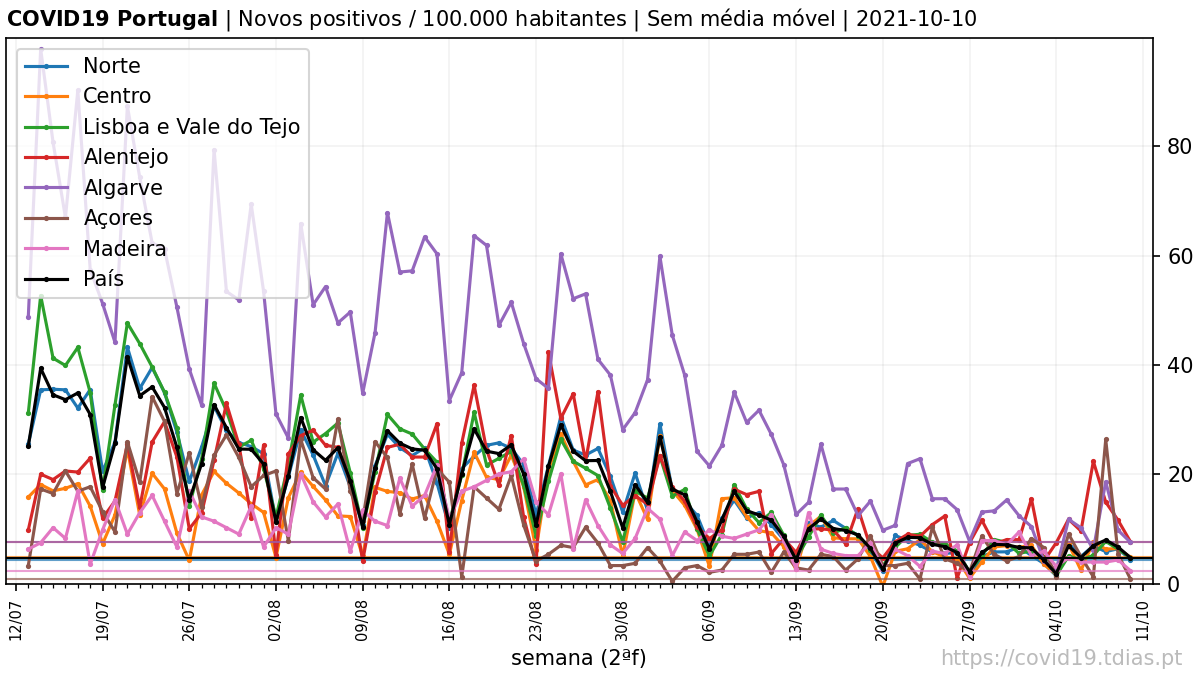 COVID19 Portugal | Novos positivos / 100.000 habitantes | Sem média móvel | 2021-10-10
Norte
Centro
Lisboa e Vale do Tejo
Alentejo
Algarve
Açores
Madeira
País
80
60
40
20
0
12/07 19/07 26/07 02/08 09/08 16/08 23/08 30/08 06/09 13/09 20/09 27/09 04/10 11/10
semana (2ªf)
https://covid19.tdias.pt